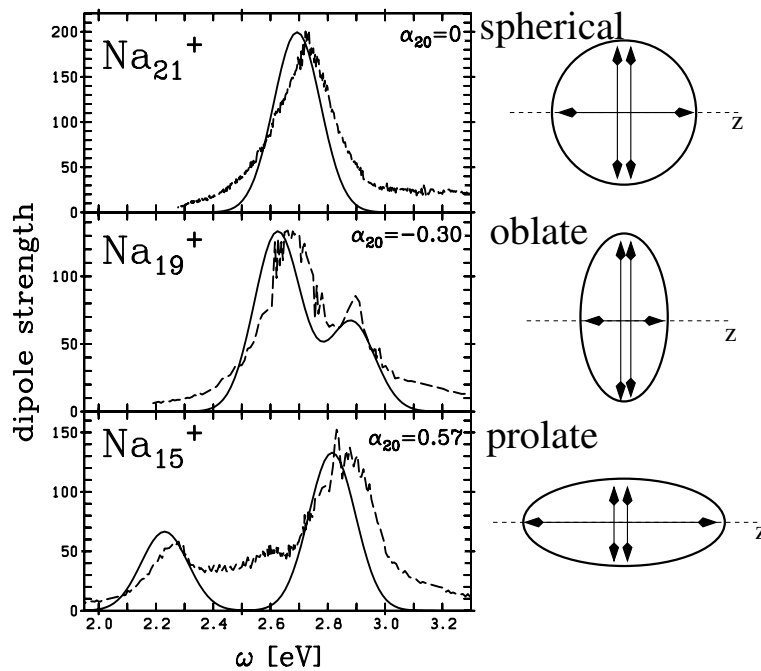 α20=0 spherical
Na21+
200
150
100
50
0
z
dipole strength
Na19+
α20=−0.30
oblate
100
50
0
z
Na15+
α20=0.57
prolate
150
100
50
0
z
2.0 2.2 2.4 2.6 2.8 3.0 3.2
ω [eV]